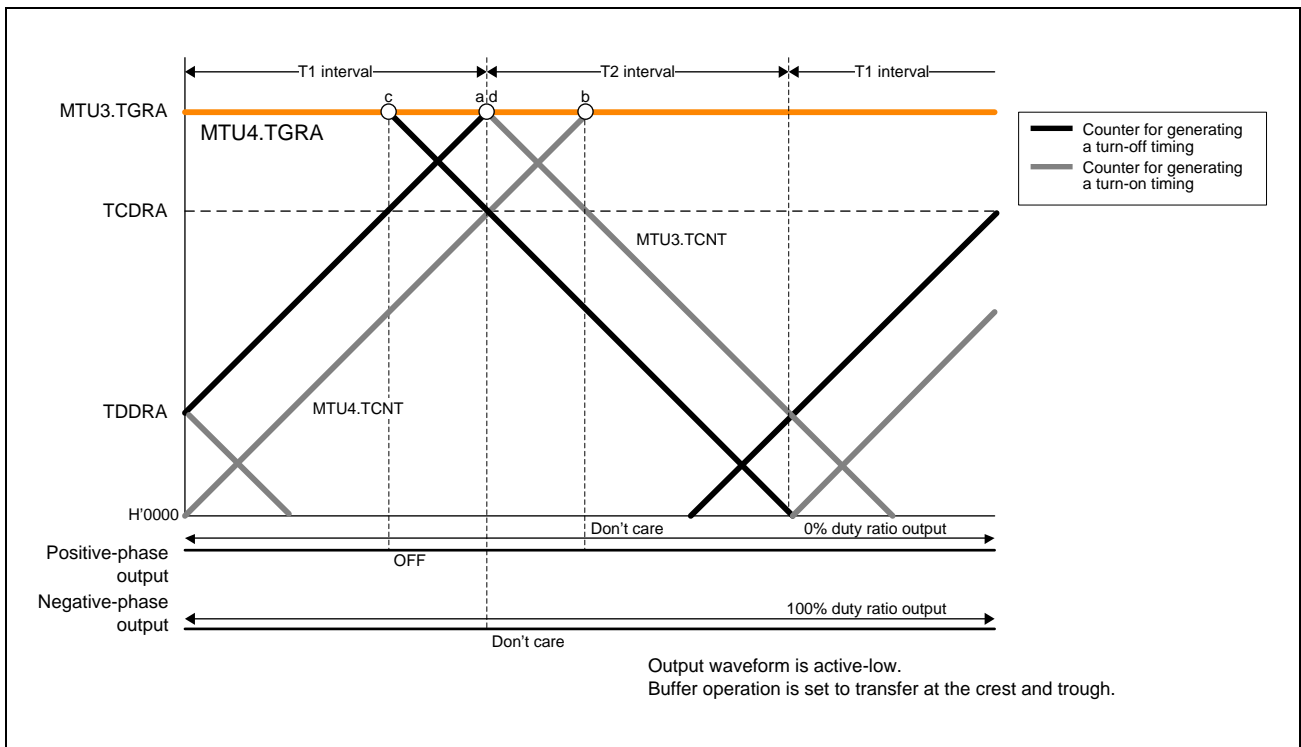 T1 interval
T2 interval
T1 interval
c
a d
b
MTU3.TGRA
MTU4.TGRA
Counter for generating
a turn-off timing
Counter for generating
a turn-on timing
TCDRA
MTU3.TCNT
TDDRA
MTU4.TCNT
H'0000
Don't care
0% duty ratio output
Positive-phase
output
OFF
Negative-phase
output
100% duty ratio output
Don't care
Output waveform is active-low.
Buffer operation is set to transfer at the crest and trough.